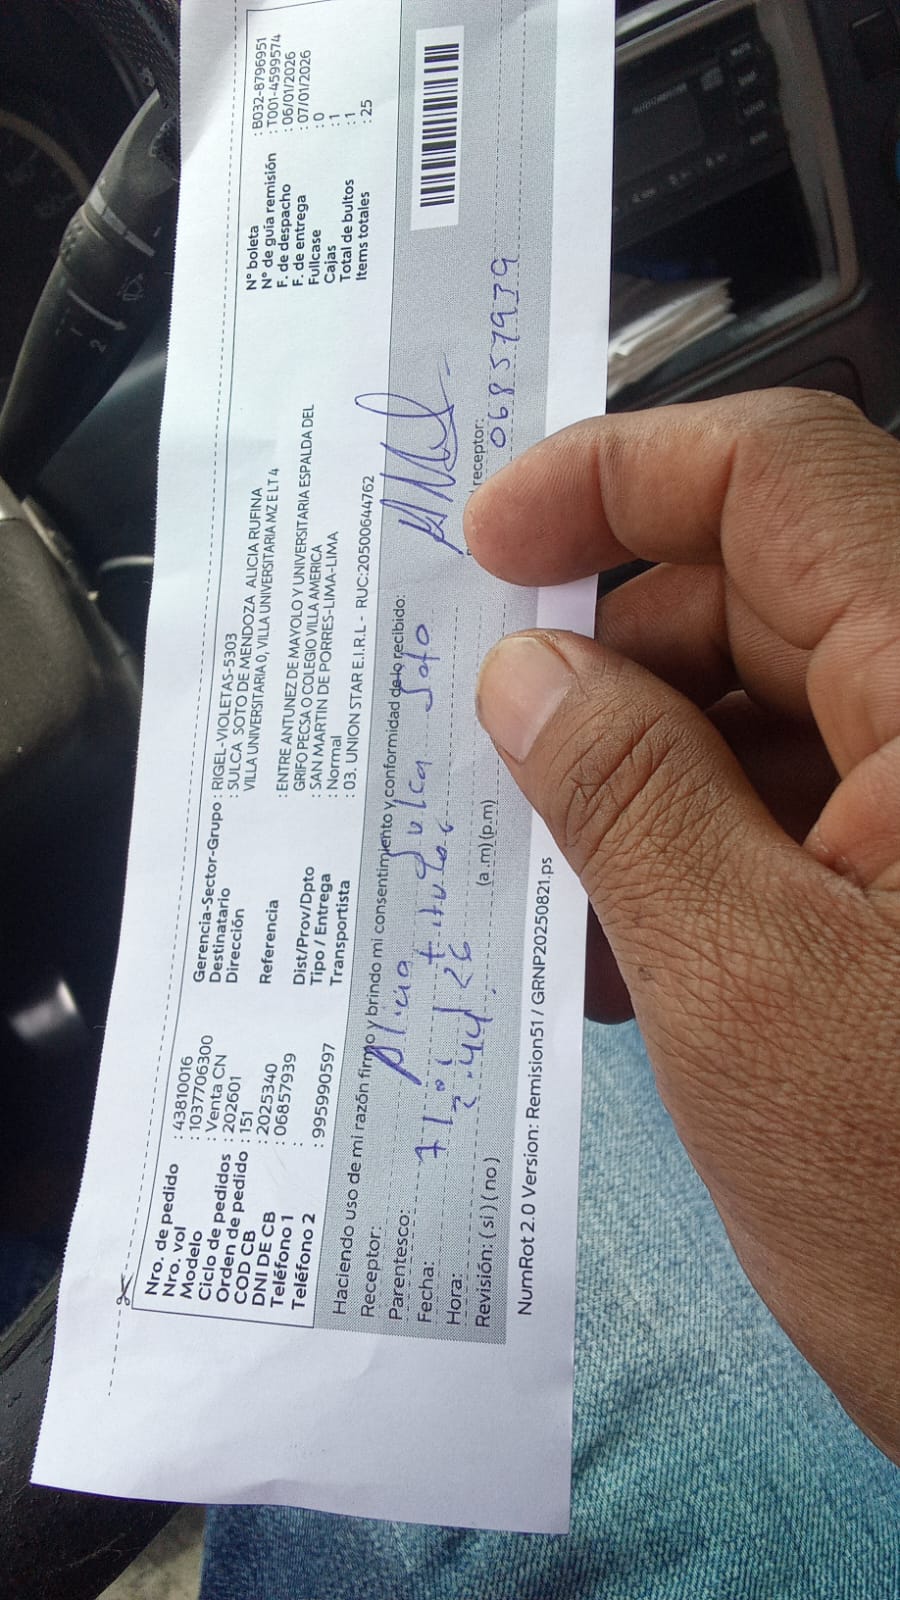 Nro. de pedido : 43810016
Nro. vol : 1037706300
Modelo : Venta CN
Ciclo de pedidos : 202601
Orden de pedido : 151
COD CB : 2025340
DNI DE CB : 06857939
Teléfono 1 :
Teléfono 2 : 995990597
Gerencia-Sector-Grupo : RIGEL-VIOLETAS-5303
Destinatario : SULCA SOTO DE MENDOZA ALICIA RUFINA
Dirección VILLA UNIVERSITARIA 0, VILLA UNIVERSITARIA MZ E LT 4
Referencia : ENTRE ANTUNEZ DE MAYOLO Y UNIVERSITARIA ESPALDA DEL
GRIFO PECSA O COLEGIO VILLA AMERICA
Dist/Prov/Dpto : SAN MARTIN DE PORRES-LIMA-LIMA
Tipo / Entrega : Normal
Transportista : 03. UNION STAR E.I.R.L - RUC:20500644762
N° boleta : B032-8796951
N° de guía remisión : T001-4599574
F. de despacho : 06/01/2026
F. de entrega : 07/01/2026
Fullcase : 0
Cajas : 1
Total de bultos : 1
Items totales : 25
Haciendo uso de mi razón firmo y brindo mi consentimiento y conformidad de lo recibido:
Receptor: Alicia Sulca Soto
Parentesco: titular
Fecha: 26
Hora: (a.m)(p.m)
Revisión: (si) (no)
receptor: 06857939
NumRot 2.0 Version: Remision51 / GRNP20250821.ps
2